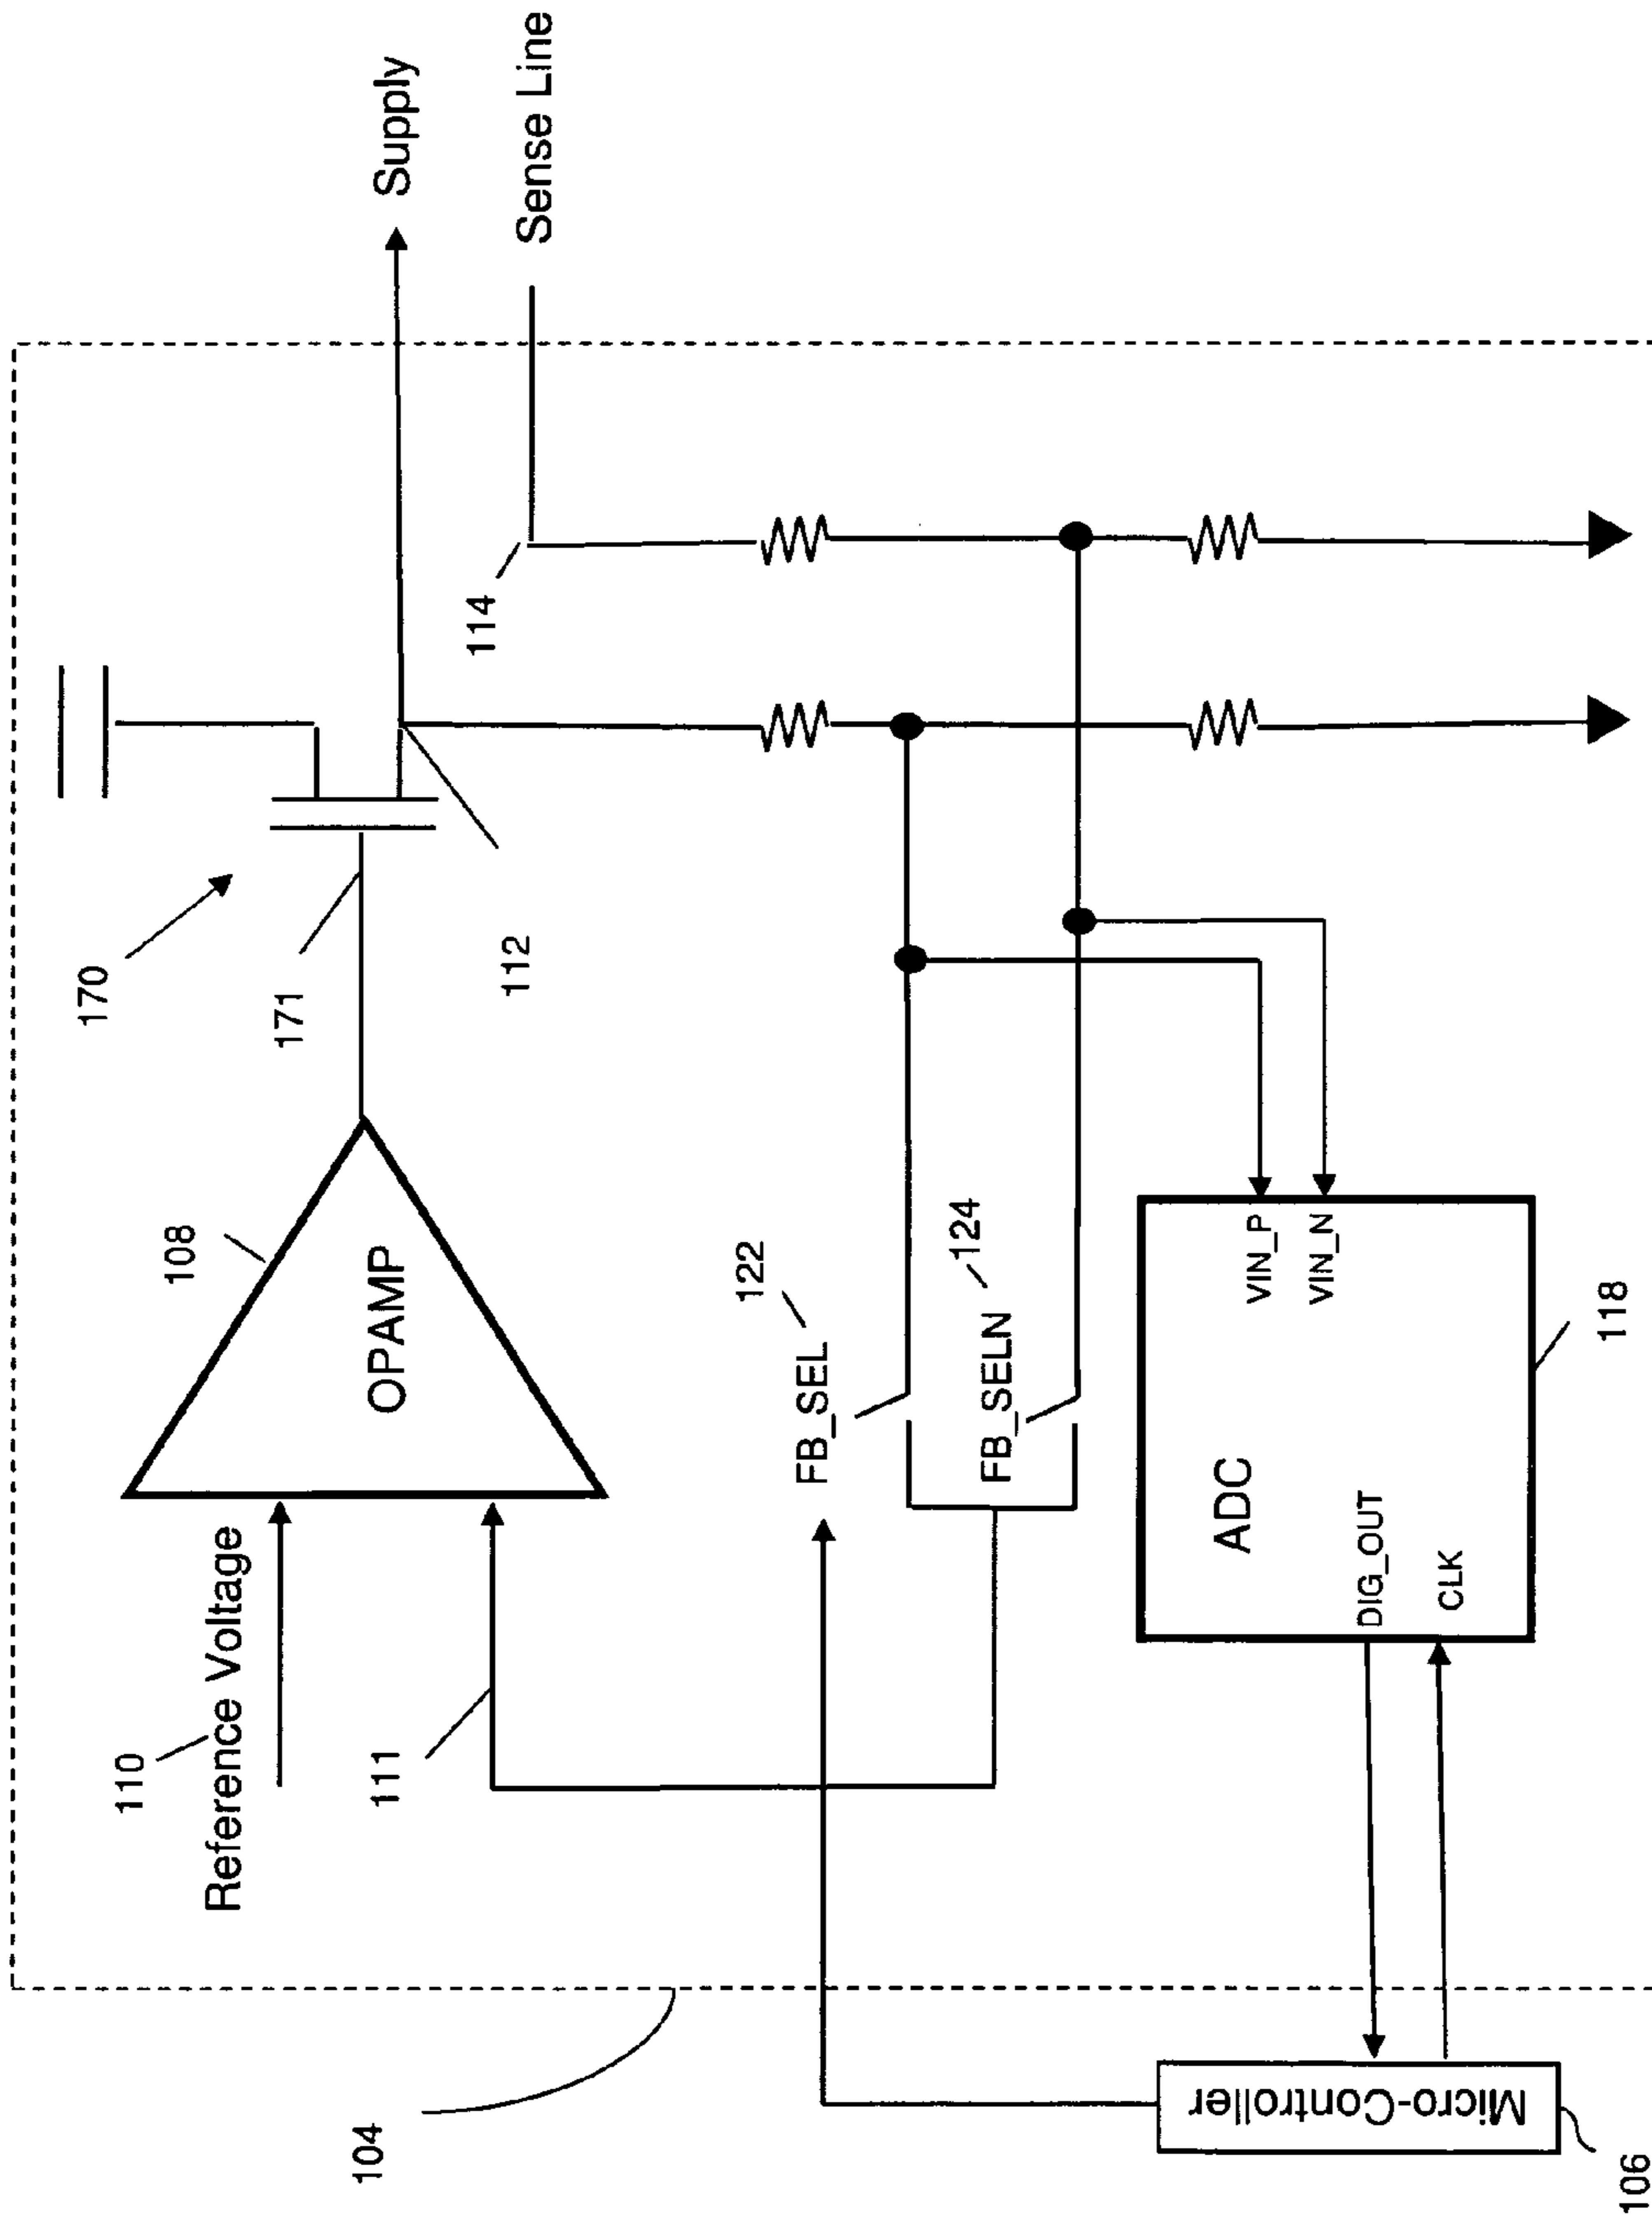 Supply
Sense Line
114
170
171
112
108
OPAMP
110
Reference Voltage
111
122
FB_SEL
124
FB_SELN
ADC
VIN_P
VIN_N
DIG_OUT
CLK
118
104
Micro-Controller
106